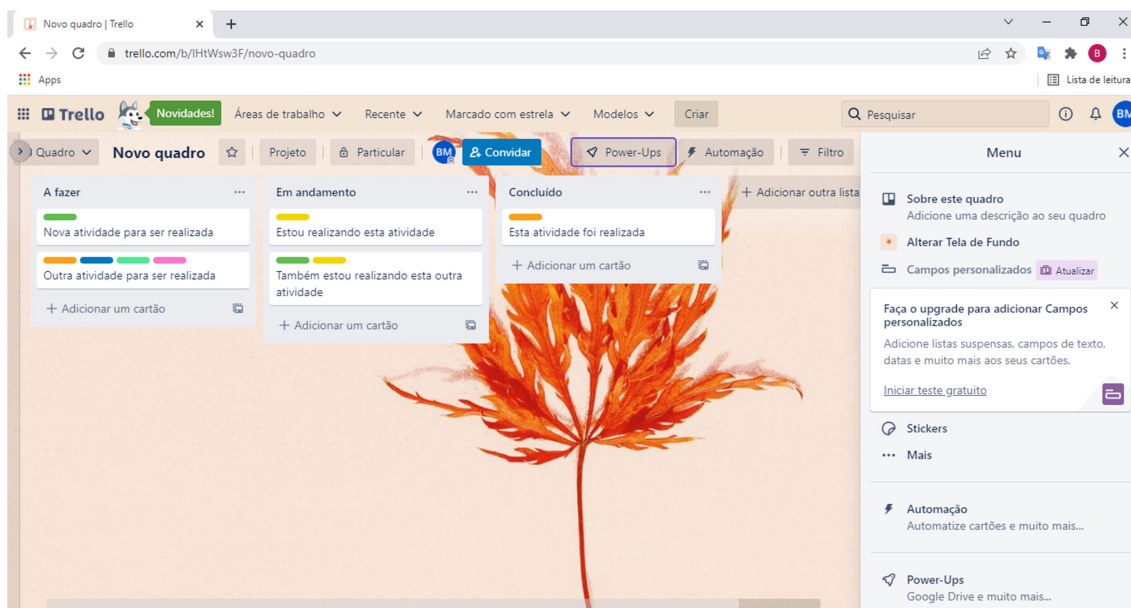 Novo quadro | Trello
trello.com/b/IHtWsw3F/novo-quadro
B
Apps
Lista de leitura
Trello
Novidades!
Áreas de trabalho
Recente
Marcado com estrela
Modelos
Criar
Pesquisar
BM
Quadro
Novo quadro
Projeto
Particular
BM
Convidar
Power-Ups
Automação
Filtro
A fazer
Nova atividade para ser realizada
Outra atividade para ser realizada
+ Adicionar um cartão
Em andamento
Estou realizando esta atividade
Também estou realizando esta outra
atividade
+ Adicionar um cartão
Concluído
Esta atividade foi realizada
+ Adicionar um cartão
+ Adicionar outra lista
Menu
Sobre este quadro
Adicione uma descrição ao seu quadro
Alterar Tela de Fundo
Campos personalizados
Atualizar
Faça o upgrade para adicionar Campos
personalizados
Adicione listas suspensas, campos de texto,
datas e muito mais aos seus cartões.
Iniciar teste gratuito
Stickers
Mais
Automação
Automatize cartões e muito mais...
Power-Ups
Google Drive e muito mais...